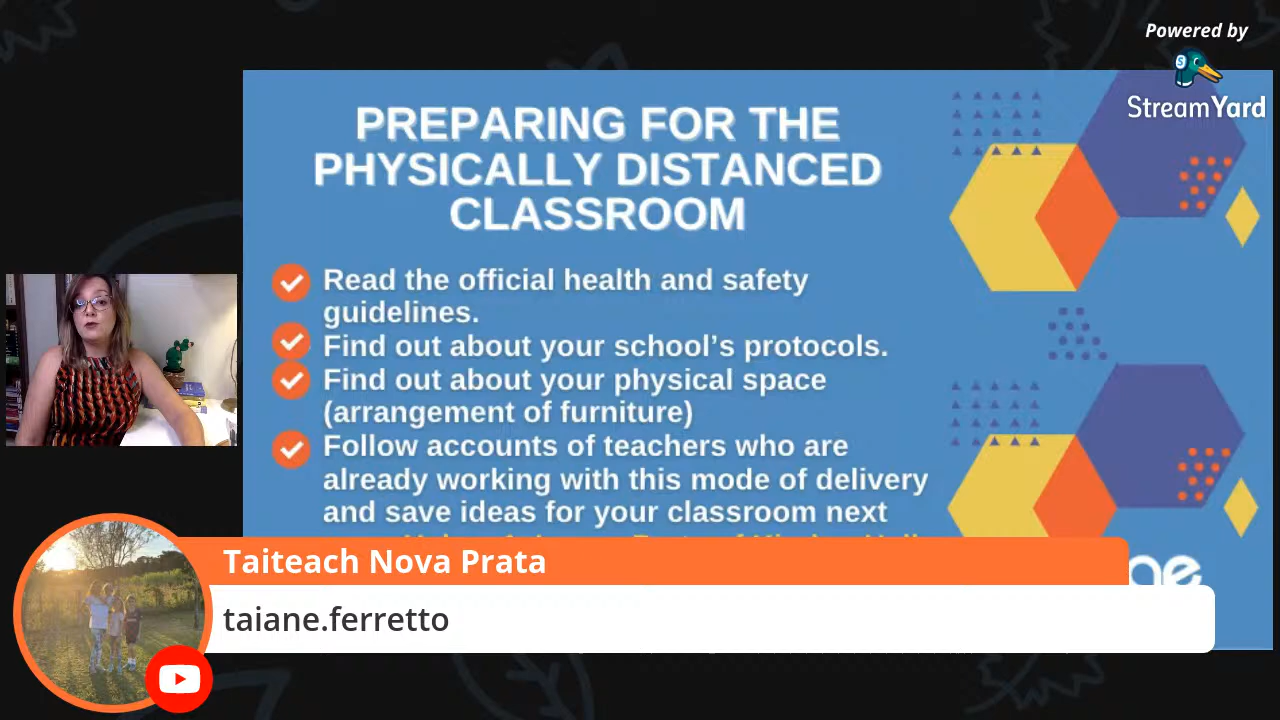 Powered by
StreamYard
PREPARING FOR THE
PHYSICALLY DISTANCED
CLASSROOM
Read the official health and safety
guidelines.
Find out about your school’s protocols.
Find out about your physical space
(arrangement of furniture)
Follow accounts of teachers who are
already working with this mode of delivery
and save ideas for your classroom next
Taiteach Nova Prata
taiane.ferretto